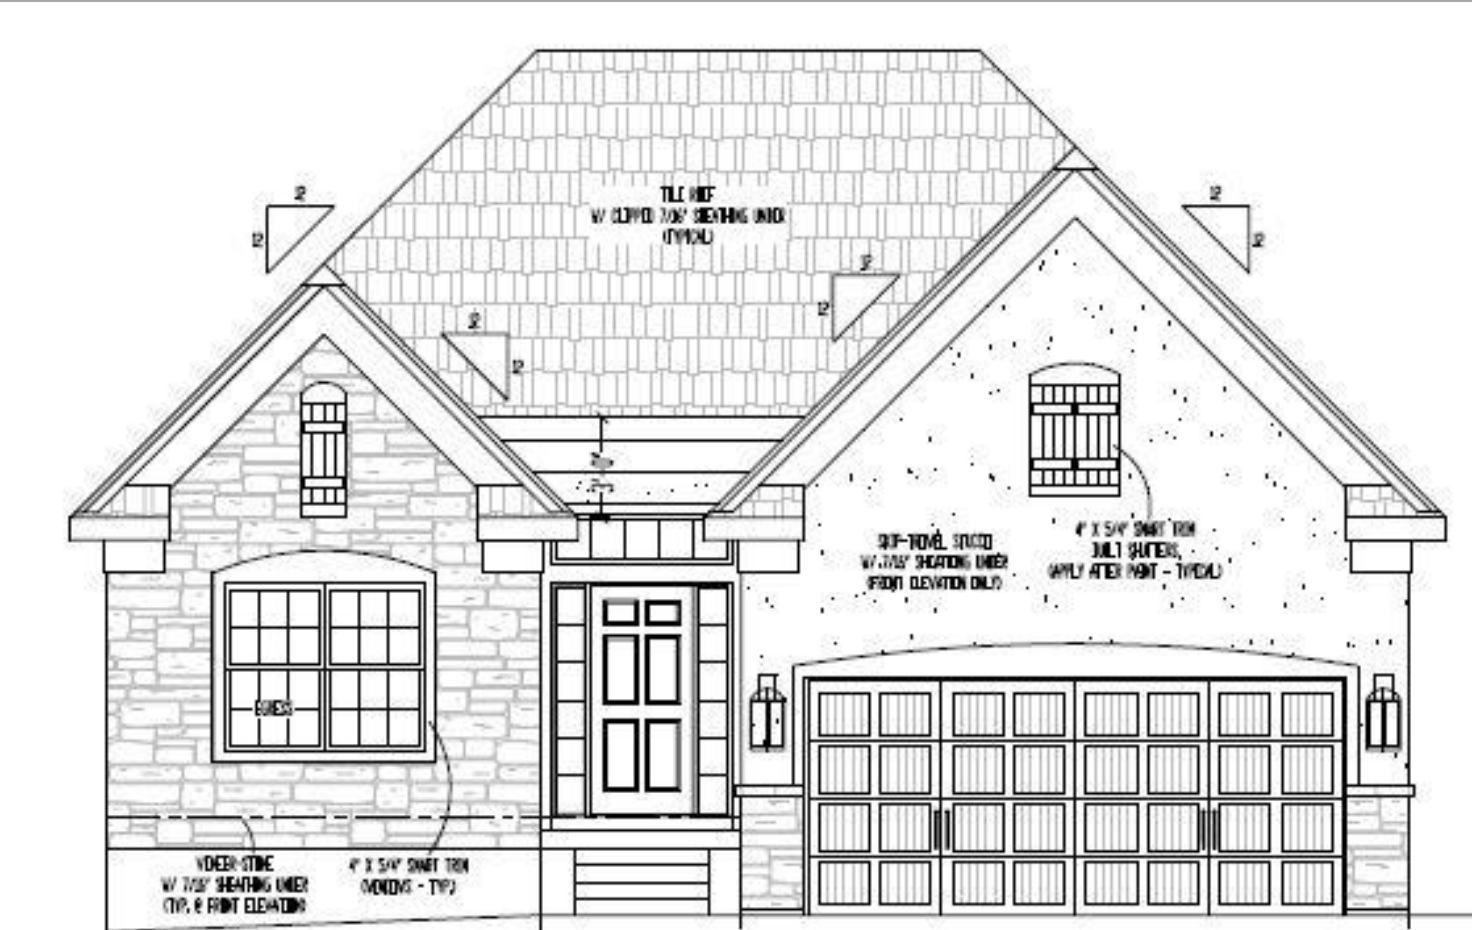 TILE ROOF
W/ CLIPPED 7/16" SHEATHING UNDER
(TYPICAL)
12
12
12
12
12
12
12
12
SKIP-TROWEL STUCCO
W/ 7/16" SHEATHING UNDER
(FRONT ELEVATION ONLY)
4" X 5/4" SMART TRIM
BUILT SHUTTERS,
(APPLY AFTER PAINT - TYPICAL)
EGRESS
VENEER-STONE
W/ 7/16" SHEATHING UNDER
(TYP. @ FRONT ELEVATION)
4" X 5/4" SMART TRIM
(WINDOWS - TYP.)